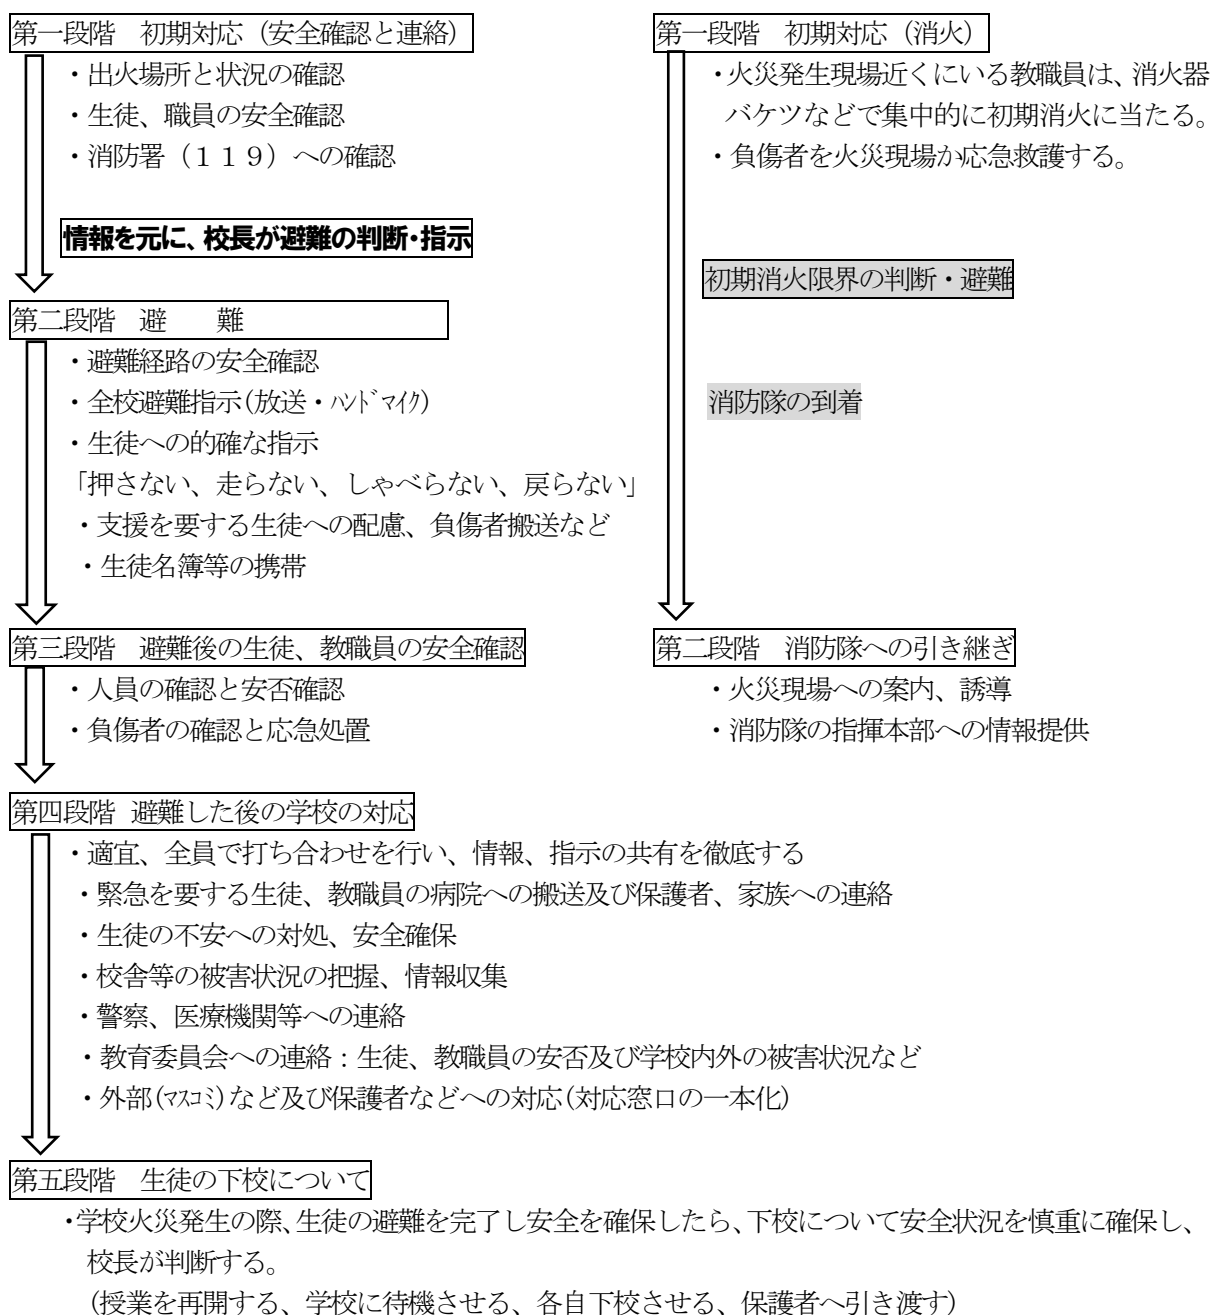 第一段階　初期対応（安全確認と連絡）
・出火場所と状況の確認
・生徒、職員の安全確認
・消防署（１１９）への確認
情報を元に、校長が避難の判断・指示
第二段階　避　　難
・避難経路の安全確認
・全校避難指示(放送・ﾊﾝﾄﾞﾏｲｸ)
・生徒への的確な指示
「押さない、走らない、しゃべらない、戻らない」
・支援を要する生徒への配慮、負傷者搬送など
・生徒名簿等の携帯
第三段階　避難後の生徒、教職員の安全確認
・人員の確認と安否確認
・負傷者の確認と応急処置
第一段階　初期対応（消火）
・火災発生現場近くにいる教職員は、消火器
バケツなどで集中的に初期消火に当たる。
・負傷者を火災現場か応急救護する。
初期消火限界の判断・避難
消防隊の到着
第二段階　消防隊への引き継ぎ
・火災現場への案内、誘導
・消防隊の指揮本部への情報提供
第四段階 避難した後の学校の対応
・適宜、全員で打ち合わせを行い、情報、指示の共有を徹底する
・緊急を要する生徒、教職員の病院への搬送及び保護者、家族への連絡
・生徒の不安への対処、安全確保
・校舎等の被害状況の把握、情報収集
・警察、医療機関等への連絡
・教育委員会への連絡：生徒、教職員の安否及び学校内外の被害状況など
・外部(ﾏｽｺﾐ)など及び保護者などへの対応(対応窓口の一本化)
第五段階　生徒の下校について
・学校火災発生の際、生徒の避難を完了し安全を確保したら、下校について安全状況を慎重に確保し、
校長が判断する。
（授業を再開する、学校に待機させる、各自下校させる、保護者へ引き渡す）